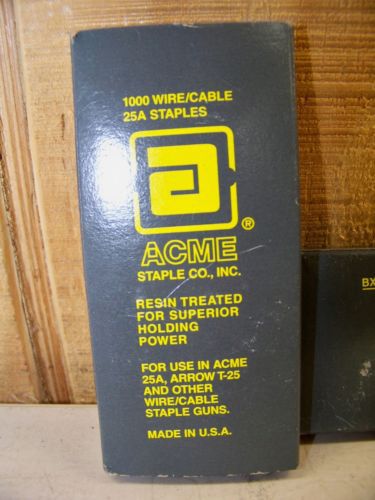 1000 WIRE/CABLE
25A STAPLES
a
®
ACME
STAPLE CO., INC.
RESIN TREATED
FOR SUPERIOR
HOLDING
POWER
FOR USE IN ACME
25A, ARROW T-25
AND OTHER
WIRE/CABLE
STAPLE GUNS.
MADE IN U.S.A.
BX